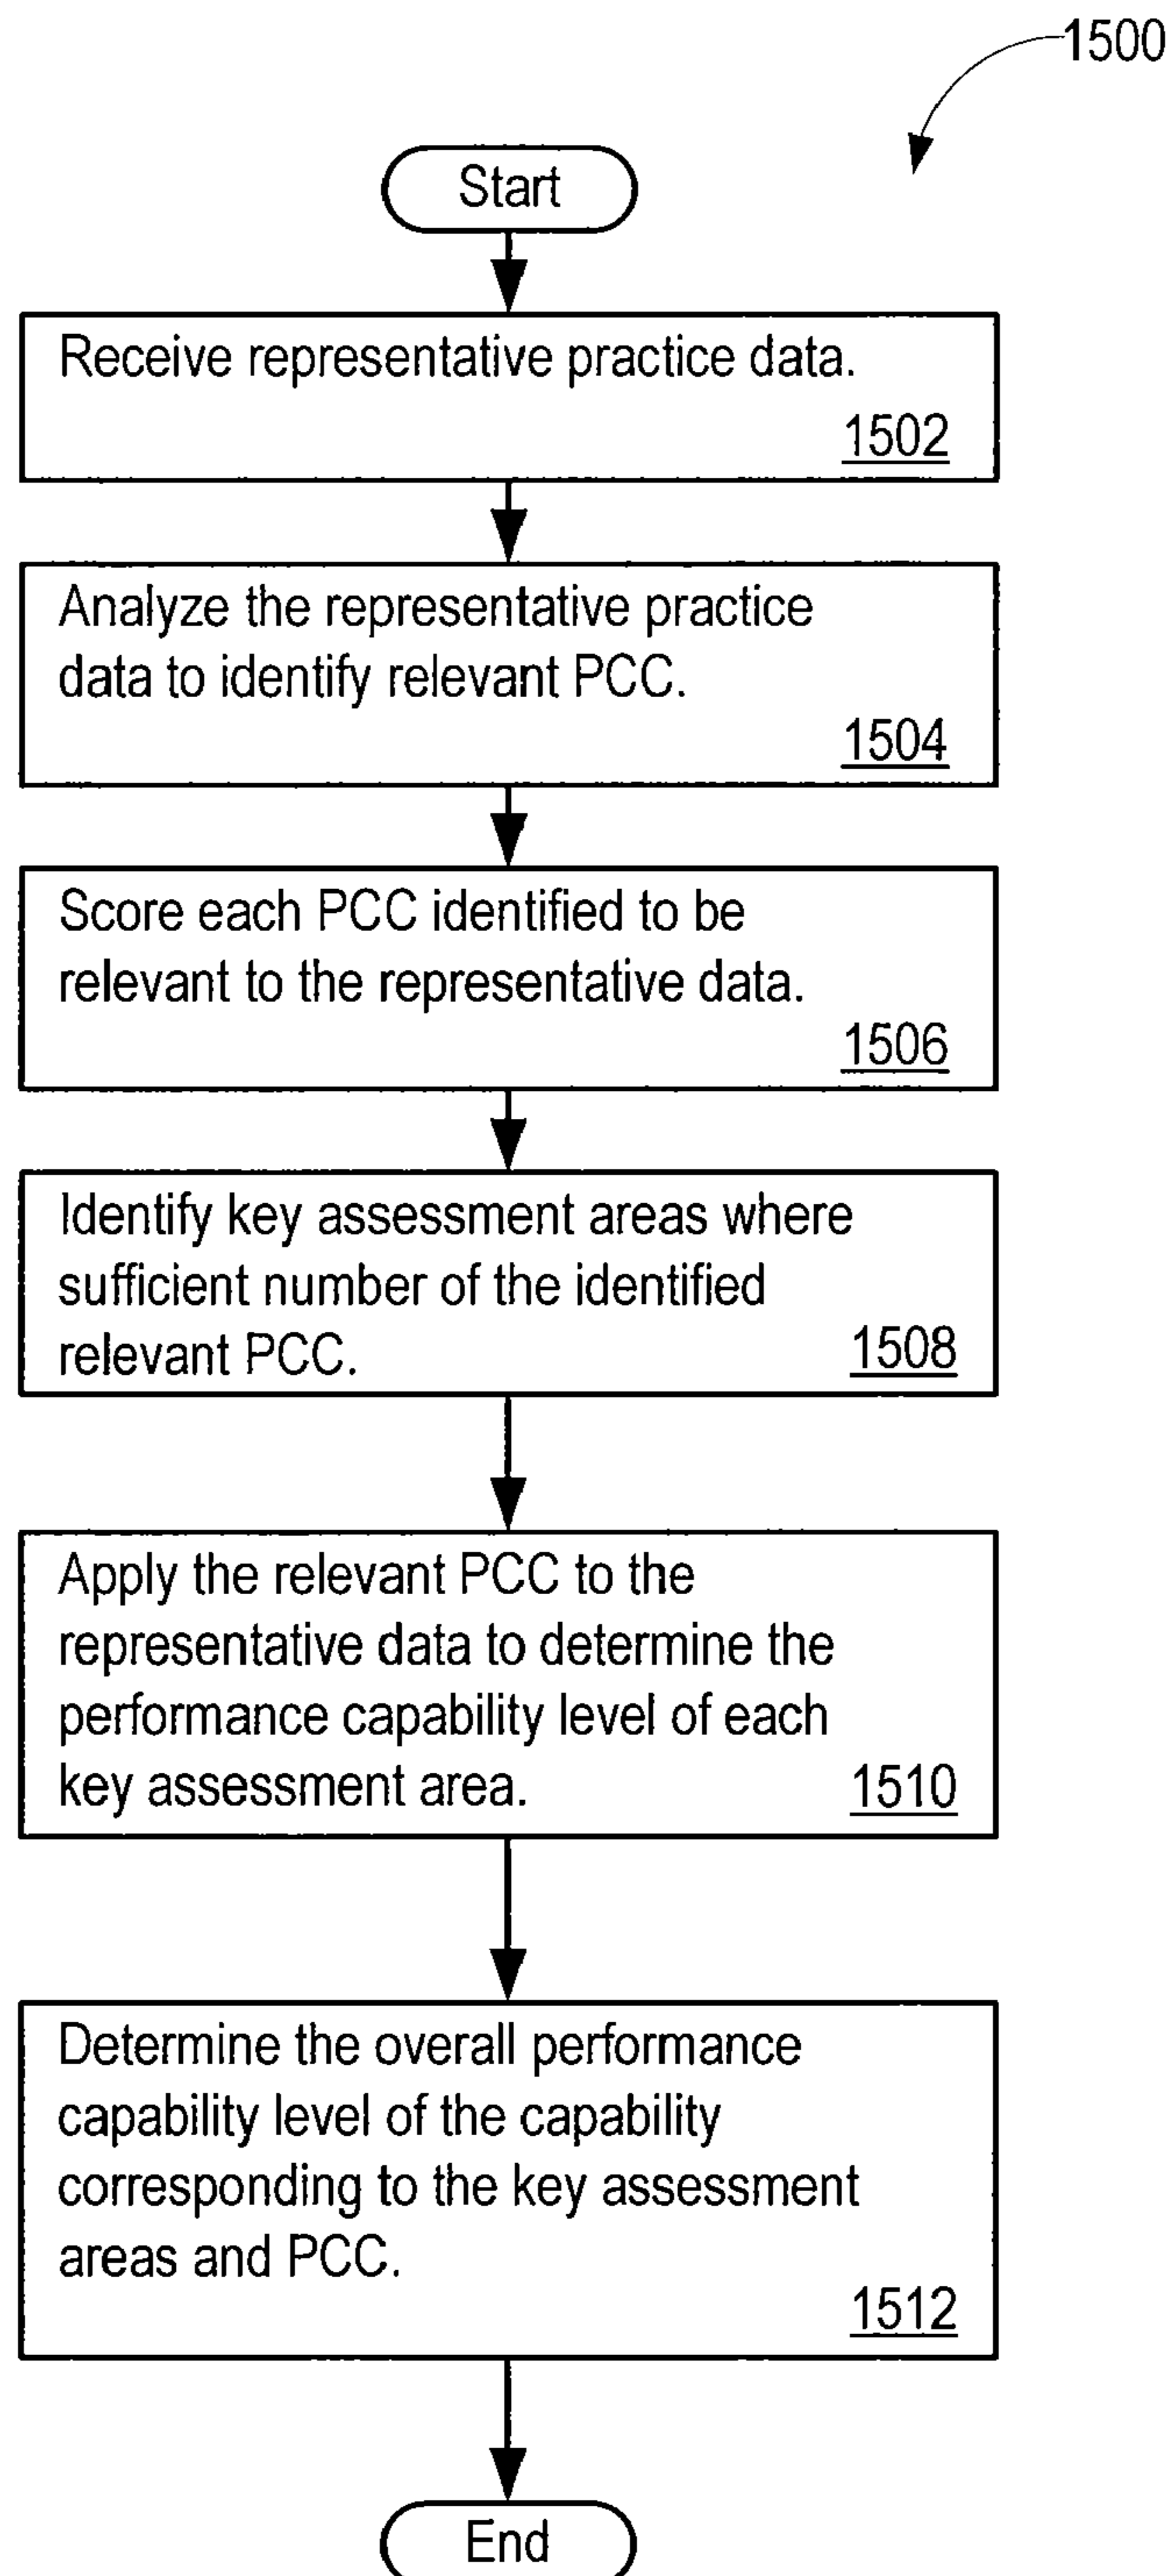 1500
Start
Receive representative practice data.
1502
Analyze the representative practice
data to identify relevant PCC.
1504
Score each PCC identified to be
relevant to the representative data.
1506
Identify key assessment areas where
sufficient number of the identified
relevant PCC.
1508
Apply the relevant PCC to the
representative data to determine the
performance capability level of each
key assessment area.
1510
Determine the overall performance
capability level of the capability
corresponding to the key assessment
areas and PCC.
1512
End